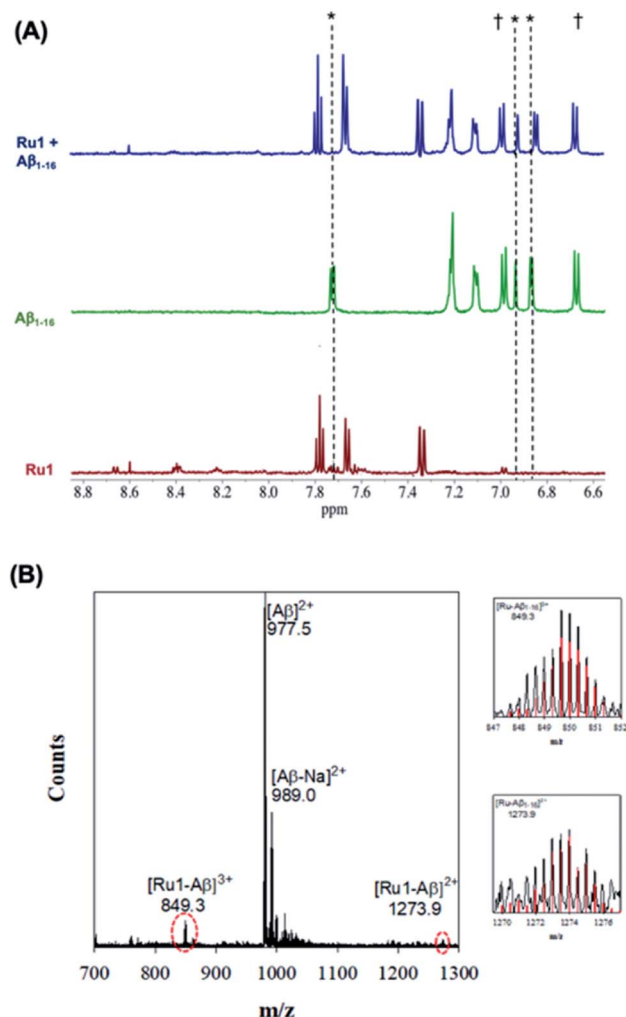 (A)
† * * * †
Ru1 +
Aβ1-16
Aβ1-16
Ru1
8.8 8.6 8.4 8.2 8.0 7.8 7.6 7.4 7.2 7.0 6.8 6.6
ppm
(B)
[Aβ]2+
977.5
[Aβ-Na]2+
989.0
[Ru1-Aβ]3+
849.3
[Ru1-Aβ]2+
1273.9
Counts
700 800 900 1000 1100 1200 1300
m/z
[Ru-Aβ1-16]3+
849.3
847 848 849 850 851 852
m/z
[Ru-Aβ1-16]2+
1273.9
1270 1272 1274 1276
m/z